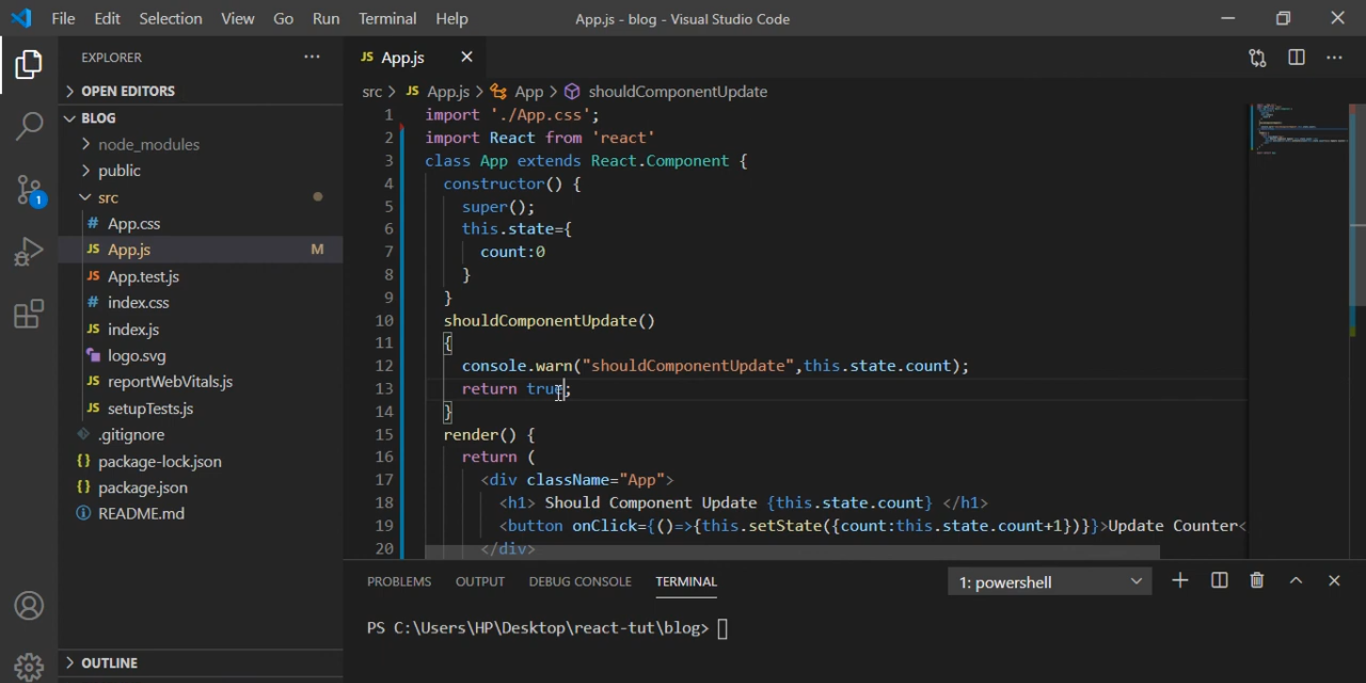 File Edit Selection View Go Run Terminal Help App.js - blog - Visual Studio Code
EXPLORER
OPEN EDITORS
BLOG
node_modules
public
src
# App.css
JS App.js M
JS App.test.js
# index.css
JS index.js
logo.svg
JS reportWebVitals.js
JS setupTests.js
.gitignore
{} package-lock.json
{} package.json
README.md
OUTLINE
1
JS App.js
src > JS App.js > App > shouldComponentUpdate
1 import './App.css';
2 import React from 'react'
3 class App extends React.Component {
4 constructor() {
5 super();
6 this.state={
7 count:0
8 }
9 }
10 shouldComponentUpdate()
11 {
12 console.warn("shouldComponentUpdate",this.state.count);
13 return true;
14 }
15 render() {
16 return (
17 <div className="App">
18 <h1> Should Component Update {this.state.count} </h1>
19 <button onClick={()=>{this.setState({count:this.state.count+1})}}>Update Counter<
20 </div>
PROBLEMS OUTPUT DEBUG CONSOLE TERMINAL 1: powershell
PS C:\Users\HP\Desktop\react-tut\blog>